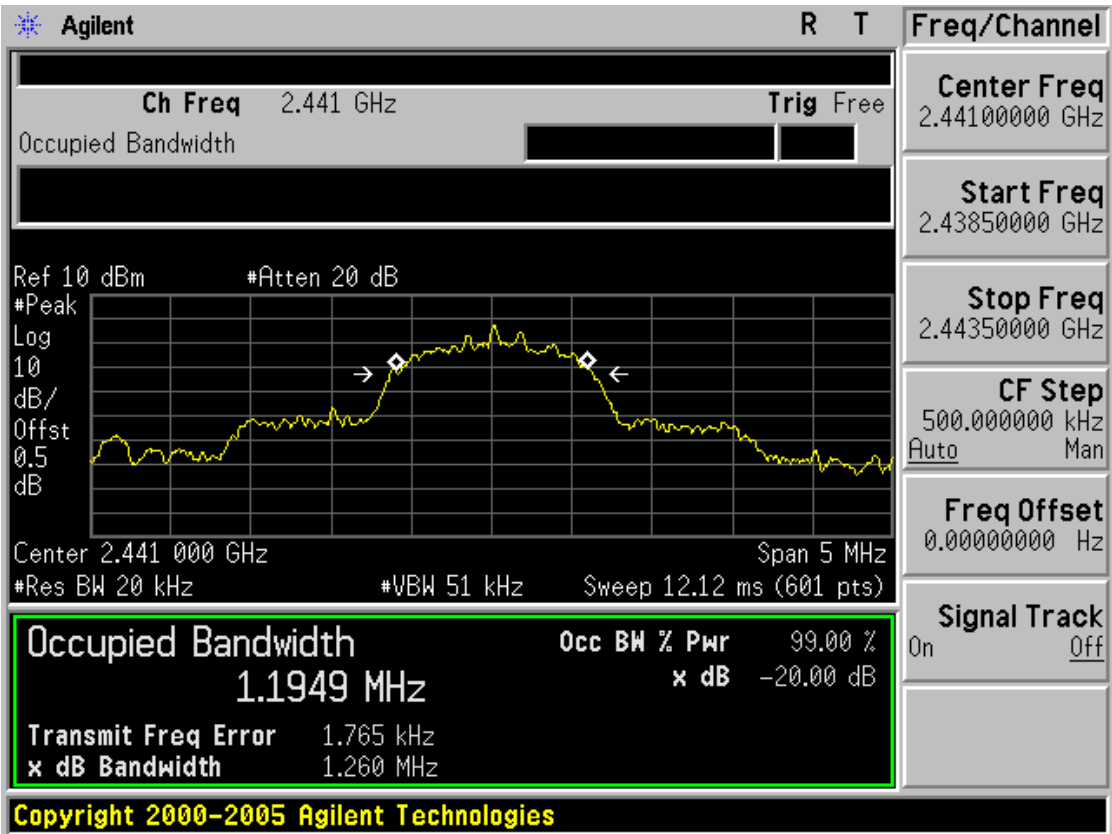 Agilent R T
Freq/Channel
Ch Freq 2.441 GHz Trig Free
Occupied Bandwidth
Center Freq
2.44100000 GHz
Start Freq
2.43850000 GHz
Stop Freq
2.44350000 GHz
CF Step
500.000000 kHz
Auto Man
Freq Offset
0.00000000 Hz
Signal Track
On Off
Ref 10 dBm #Atten 20 dB
#Peak
Log
10
dB/
Offst
0.5
dB
Center 2.441 000 GHz Span 5 MHz
#Res BW 20 kHz #VBW 51 kHz Sweep 12.12 ms (601 pts)
Occupied Bandwidth
1.1949 MHz
Occ BW % Pwr 99.00 %
x dB -20.00 dB
Transmit Freq Error 1.765 kHz
x dB Bandwidth 1.260 MHz
Copyright 2000-2005 Agilent Technologies